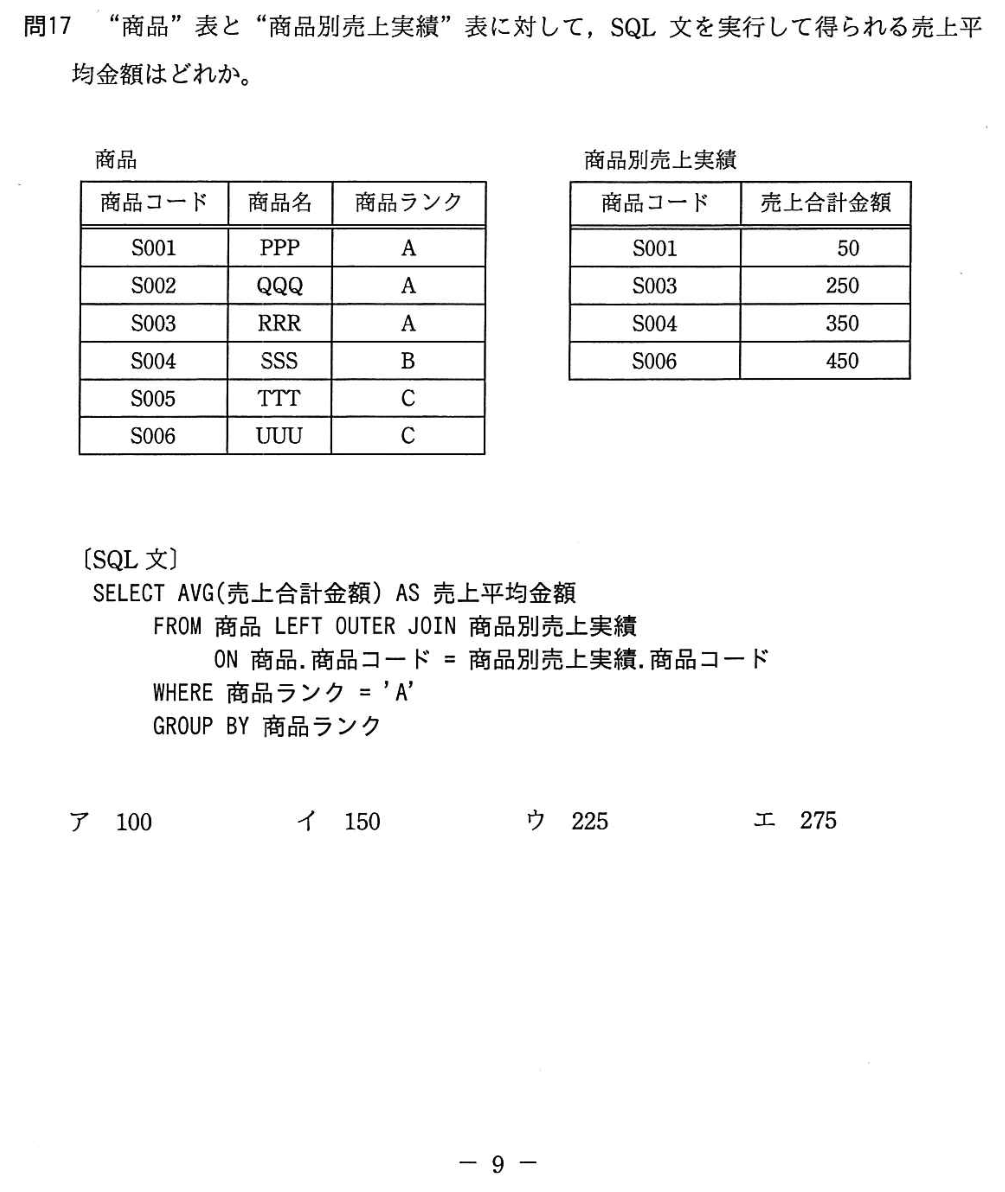 問17 “商品”表と“商品別売上実績”表に対して，SQL 文を実行して得られる売上平
均金額はどれか。
商品
商品コード 商品名 商品ランク
S001 PPP A
S002 QQQ A
S003 RRR A
S004 SSS B
S005 TTT C
S006 UUU C
商品別売上実績
商品コード 売上合計金額
S001 50
S003 250
S004 350
S006 450
〔SQL 文〕
SELECT AVG(売上合計金額) AS 売上平均金額
FROM 商品 LEFT OUTER JOIN 商品別売上実績
ON 商品.商品コード = 商品別売上実績.商品コード
WHERE 商品ランク = 'A'
GROUP BY 商品ランク
ア 100 イ 150 ウ 225 エ 275
－ 9 －